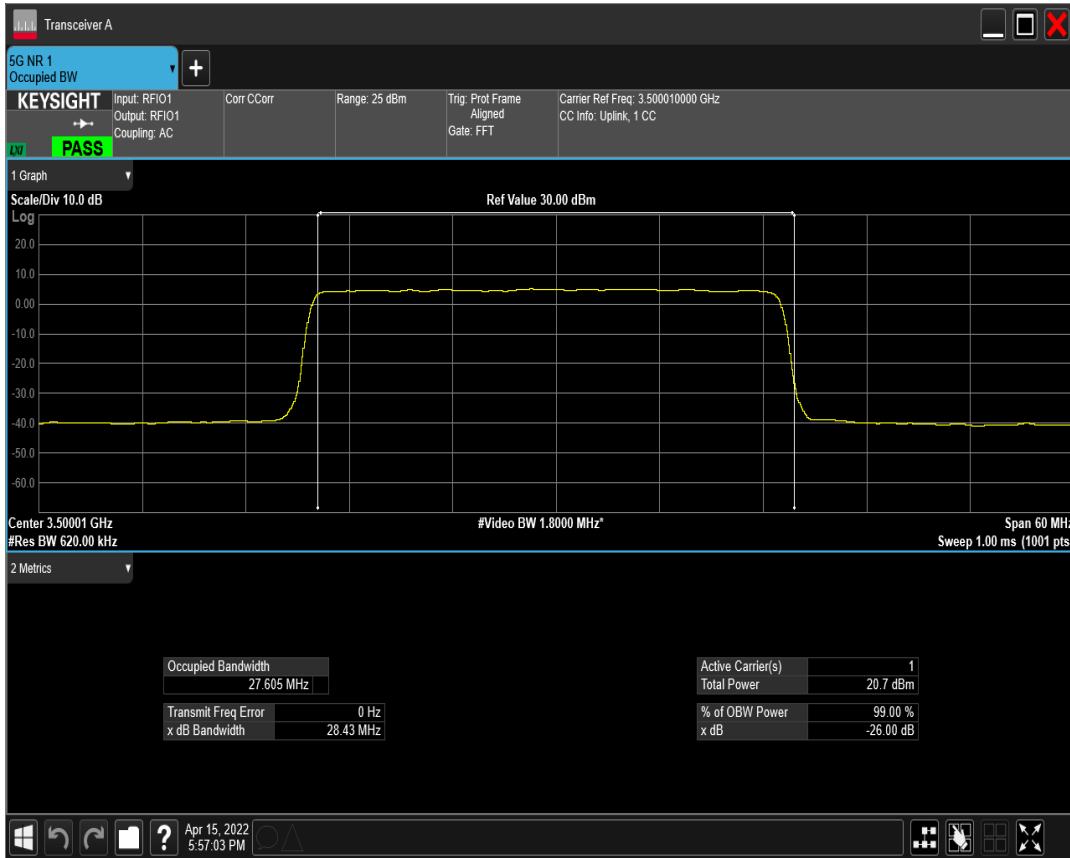 Transceiver A
5G NR 1
Occupied BW
+
KEYSIGHT
LXI
PASS
Input: RFIO1
Output: RFIO1
Coupling: AC
Corr CCorr
Range: 25 dBm
Trig: Prot Frame
Aligned
Gate: FFT
Carrier Ref Freq: 3.500010000 GHz
CC Info: Uplink, 1 CC
1 Graph
Scale/Div 10.0 dB
Ref Value 30.00 dBm
Log
20.0
10.0
0.00
-10.0
-20.0
-30.0
-40.0
-50.0
-60.0
Center 3.50001 GHz
#Video BW 1.8000 MHz*
Span 60 MHz
#Res BW 620.00 kHz
Sweep 1.00 ms (1001 pts
2 Metrics
Occupied Bandwidth
27.605 MHz
Transmit Freq Error 0 Hz
x dB Bandwidth 28.43 MHz
Active Carrier(s) 1
Total Power 20.7 dBm
% of OBW Power 99.00 %
x dB -26.00 dB
?
Apr 15, 2022
5:57:03 PM